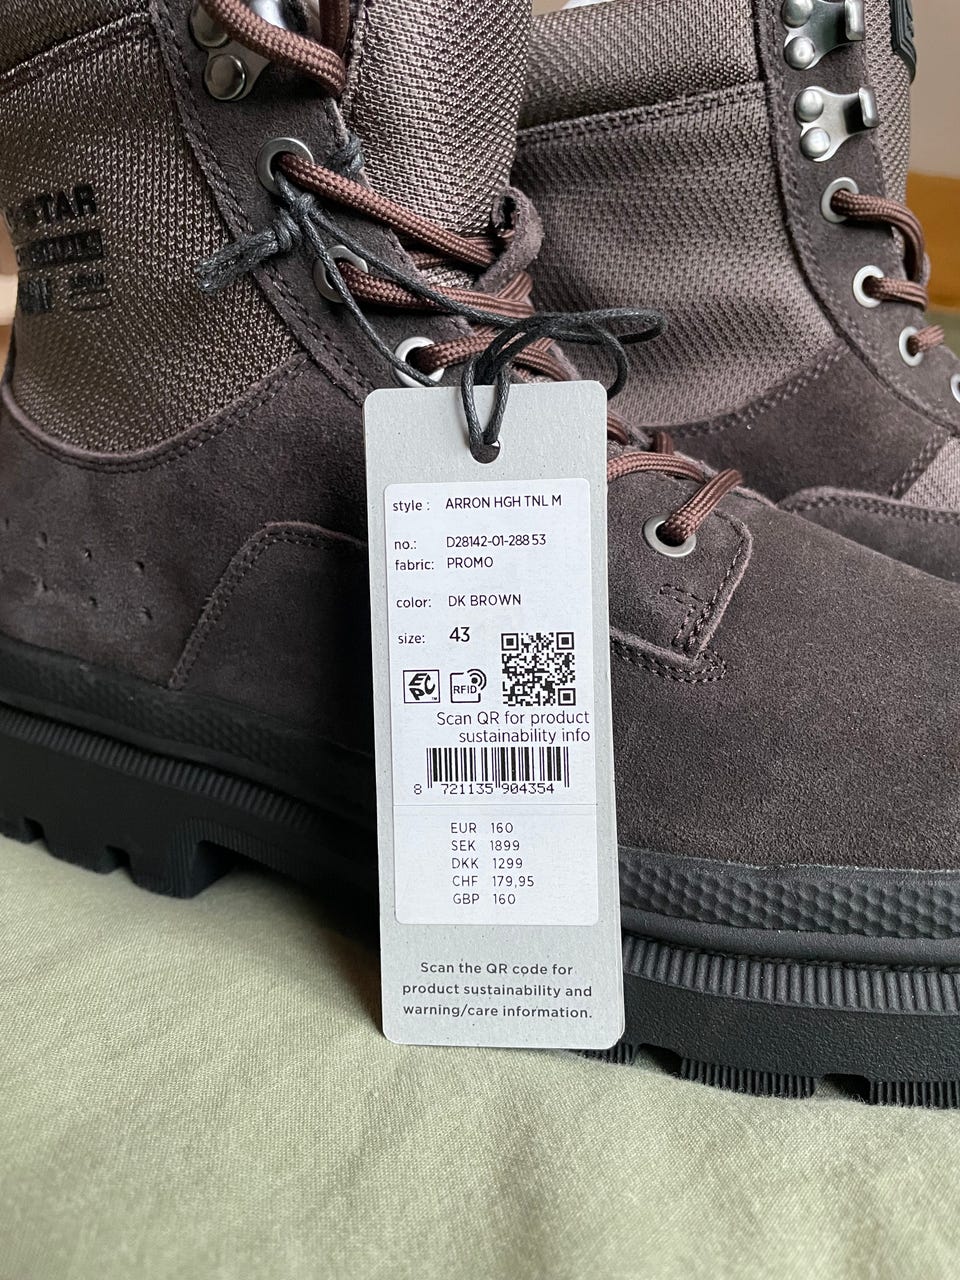 STAR
style : ARRON HGH TNL M
no.: D28142-01-288 53
fabric: PROMO
color: DK BROWN
size: 43
EPC
RFID
Scan QR for product
sustainability info
8 721135 904354
EUR 160
SEK 1899
DKK 1299
CHF 179,95
GBP 160
Scan the QR code for
product sustainability and
warning/care information.